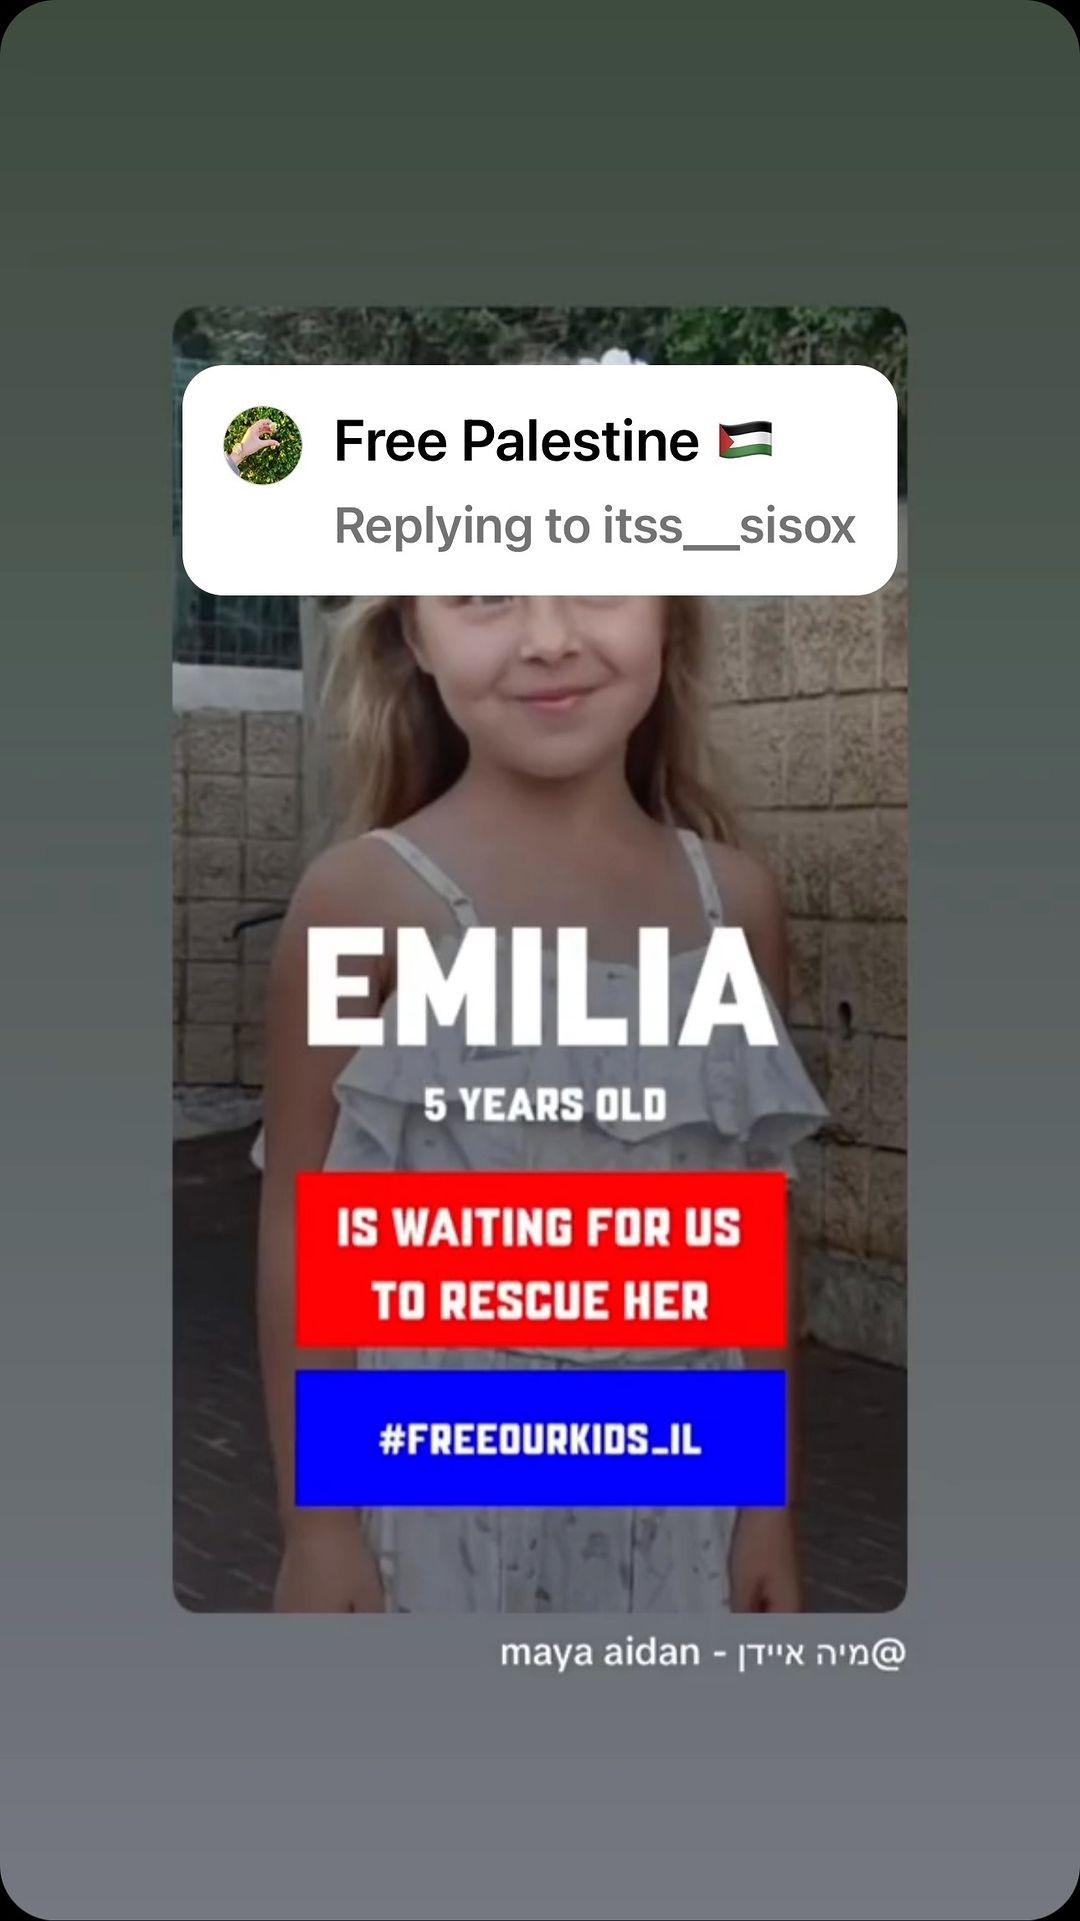 Free Palestine 🇵🇸
Replying to itss__sisox
EMILIA
5 YEARS OLD
IS WAITING FOR US
TO RESCUE HER
#FREEOURKIDS_IL
@מיה איידן - maya aidan